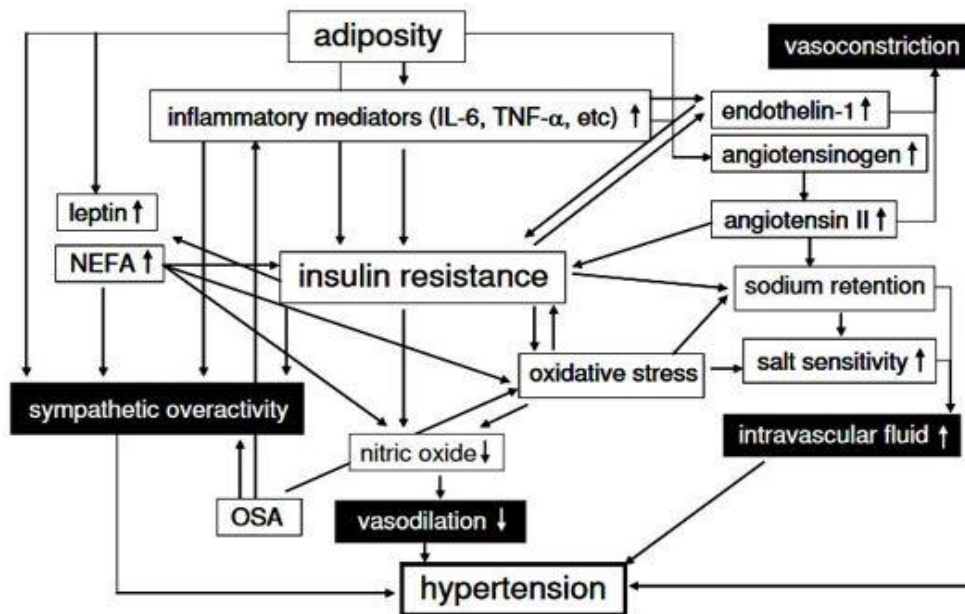 adiposity
vasoconstriction
inflammatory mediators (IL-6, TNF-α, etc) ↑
endothelin-1 ↑
angiotensinogen ↑
leptin ↑
angiotensin II ↑
NEFA ↑
insulin resistance
sodium retention
oxidative stress
salt sensitivity ↑
sympathetic overactivity
intravascular fluid ↑
nitric oxide ↓
OSA
vasodilation ↓
hypertension